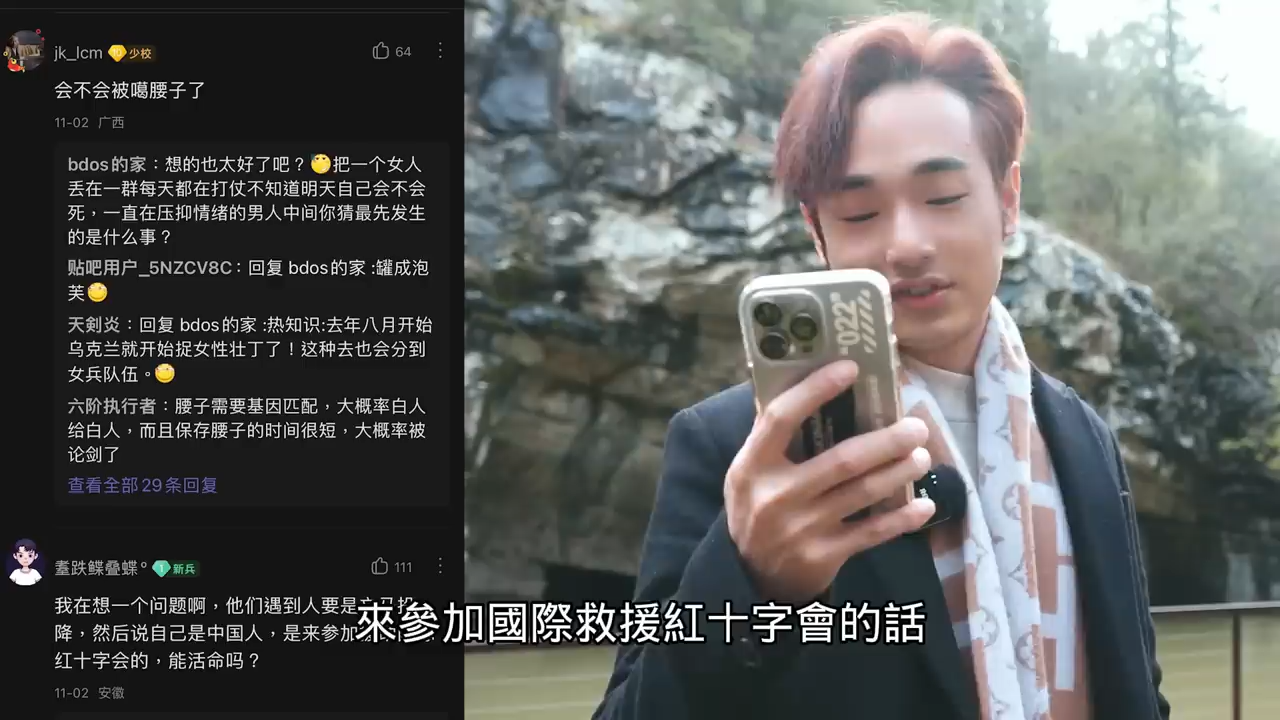 jk_lcm 10 少校
64
会不会被噶腰子了
11-02 广西
bdos的家：想的也太好了吧？把一个女人
丢在一群每天都在打仗不知道明天自己会不会
死，一直在压抑情绪的男人中间你猜最先发生
的是什么事？
贴吧用户_5NZCV8C：回复 bdos的家 :罐成泡
芙
天剣炎：回复 bdos的家 :热知识:去年八月开始
乌克兰就开始捉女性壮丁了！这种去也会分到
女兵队伍。
六阶执行者：腰子需要基因匹配，大概率白人
给白人，而且保存腰子的时间很短，大概率被
论剑了
查看全部29条回复
耋跌鲽叠蝶º 1 新兵
111
我在想一个问题啊，他们遇到人要是
降，然后说自己是中国人，是来参加
红十字会的，能活命吗？
11-02 安徽
來參加國際救援紅十字會的話
"022"